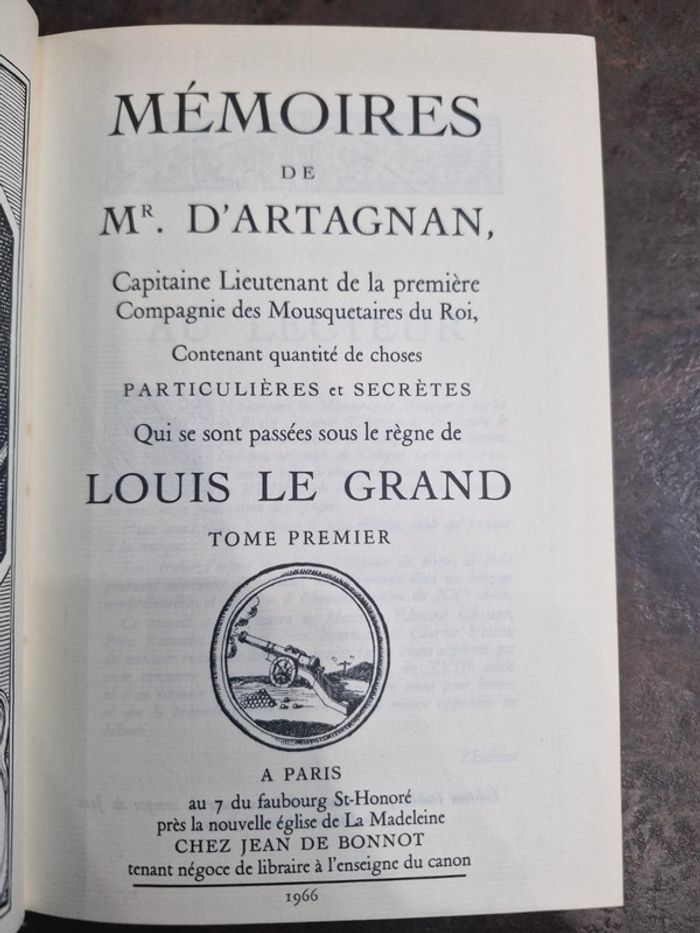 MÉMOIRES
DE
MR. D'ARTAGNAN,
Capitaine Lieutenant de la première
Compagnie des Mousquetaires du Roi,
Contenant quantité de choses
PARTICULIÈRES et SECRÈTES
Qui se sont passées sous le règne de
LOUIS LE GRAND
TOME PREMIER
A PARIS
au 7 du faubourg St-Honoré
près la nouvelle église de La Madeleine
CHEZ JEAN DE BONNOT
tenant négoce de libraire à l'enseigne du canon
1966
AU LECTEUR